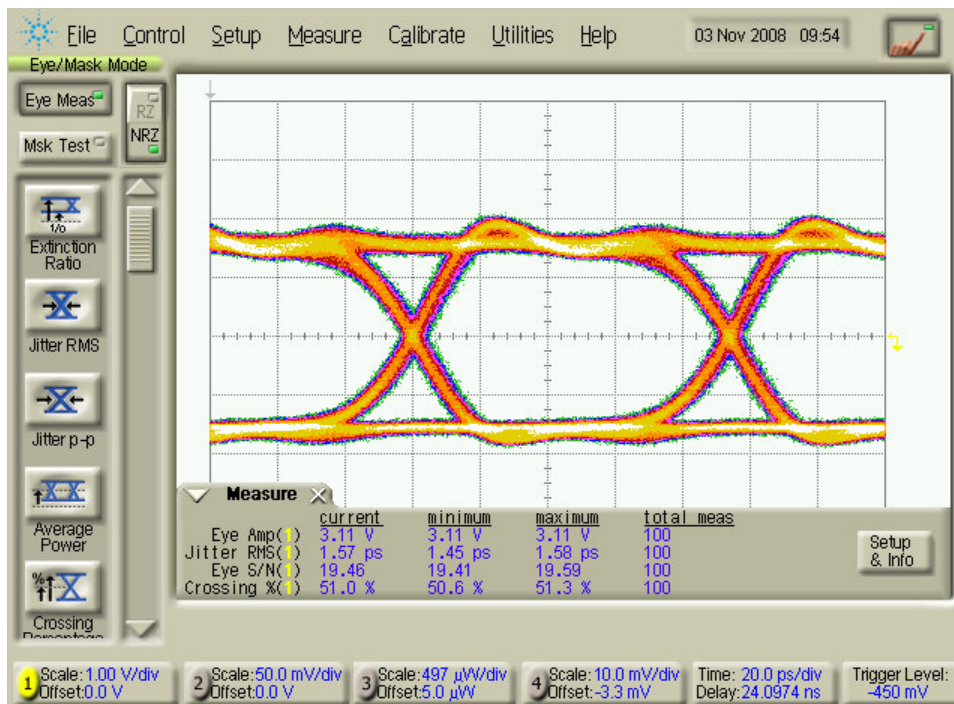 File Control Setup Measure Calibrate Utilities Help 03 Nov 2008 09:54
Eye/Mask Mode
Eye Meas
RZ
NRZ
Msk Test
1/0
Extinction
Ratio
Jitter RMS
Jitter p-p
Average
Power
%
Crossing
Percentage
Measure
current minimum maximum total meas
Eye Amp(1) 3.11 V 3.11 V 3.11 V 100
Jitter RMS(1) 1.57 ps 1.45 ps 1.58 ps 100
Eye S/N(1) 19.46 19.41 19.59 100
Crossing %(1) 51.0 % 50.6 % 51.3 % 100
Setup
& Info
1 Scale:1.00 V/div
Offset:0.0 V
2 Scale:50.0 mV/div
Offset:0.0 V
3 Scale:497 µW/div
Offset:5.0 µW
4 Scale:10.0 mV/div
Offset:-3.3 mV
Time: 20.0 ps/div
Delay:24.0974 ns
Trigger Level:
-450 mV